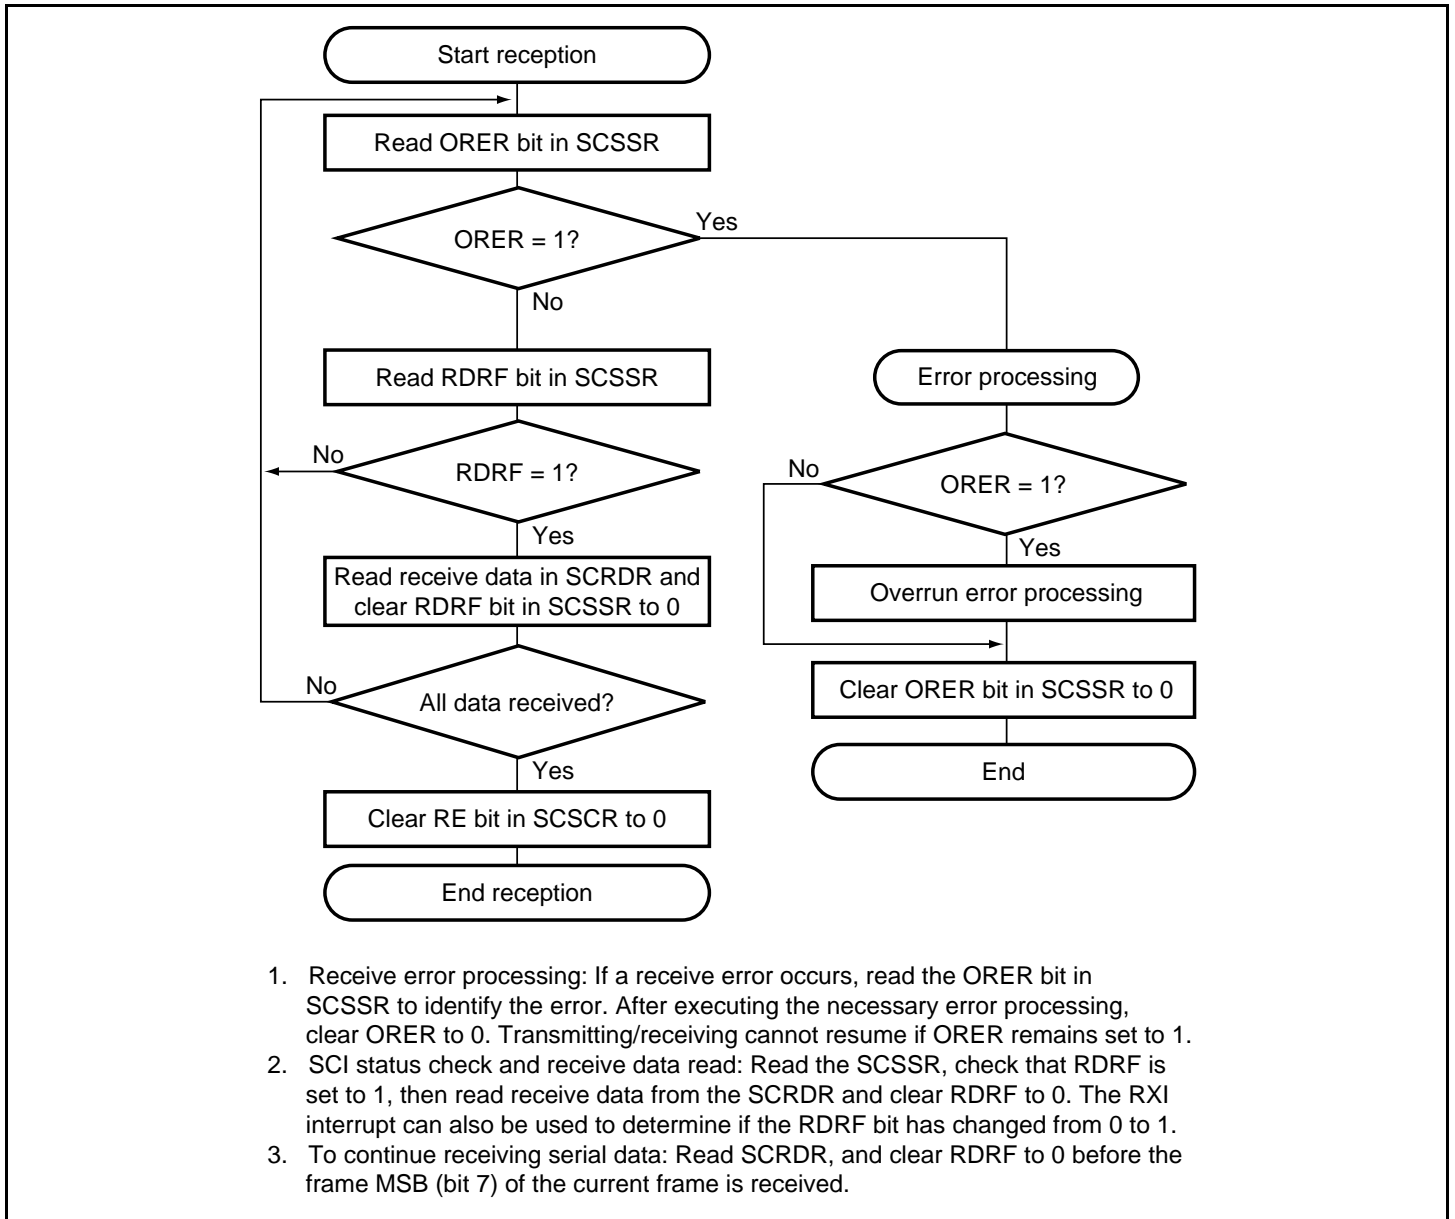 Start reception
Read ORER bit in SCSSR
Yes
ORER = 1?
No
Read RDRF bit in SCSSR
No
RDRF = 1?
Yes
Read receive data in SCRDR and
clear RDRF bit in SCSSR to 0
No
All data received?
Yes
Clear RE bit in SCSCR to 0
End reception
Error processing
No
ORER = 1?
Yes
Overrun error processing
Clear ORER bit in SCSSR to 0
End
1. Receive error processing: If a receive error occurs, read the ORER bit in
SCSSR to identify the error. After executing the necessary error processing,
clear ORER to 0. Transmitting/receiving cannot resume if ORER remains set to 1.
2. SCI status check and receive data read: Read the SCSSR, check that RDRF is
set to 1, then read receive data from the SCRDR and clear RDRF to 0. The RXI
interrupt can also be used to determine if the RDRF bit has changed from 0 to 1.
3. To continue receiving serial data: Read SCRDR, and clear RDRF to 0 before the
frame MSB (bit 7) of the current frame is received.